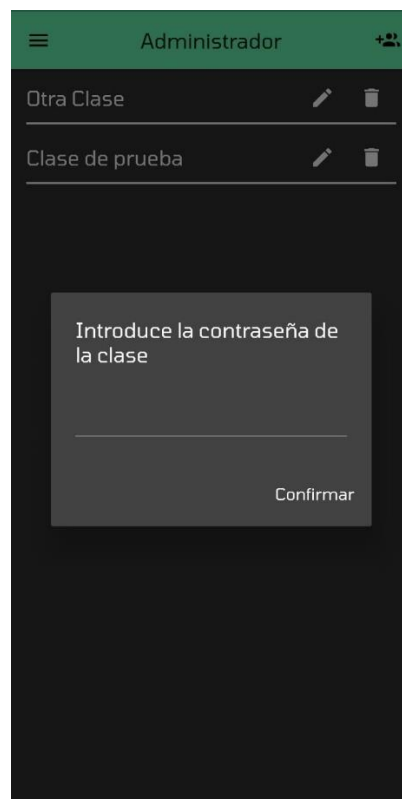 Administrador
Otra Clase
Clase de prueba
Introduce la contraseña de
la clase
Confirmar